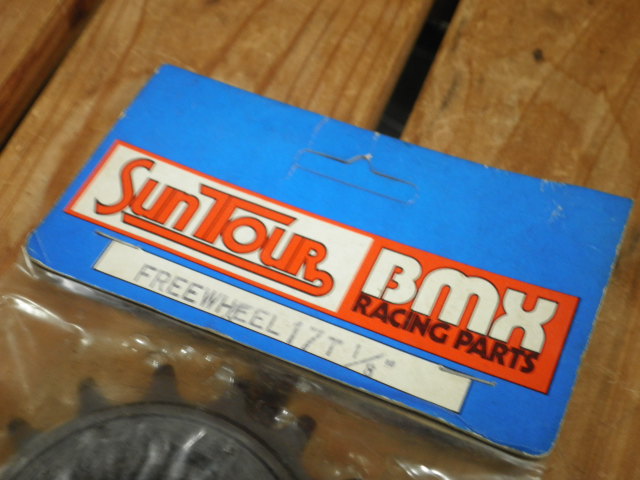 SUNTOUR
BMX
RACING PARTS
FREEWHEEL 17T 1/8"